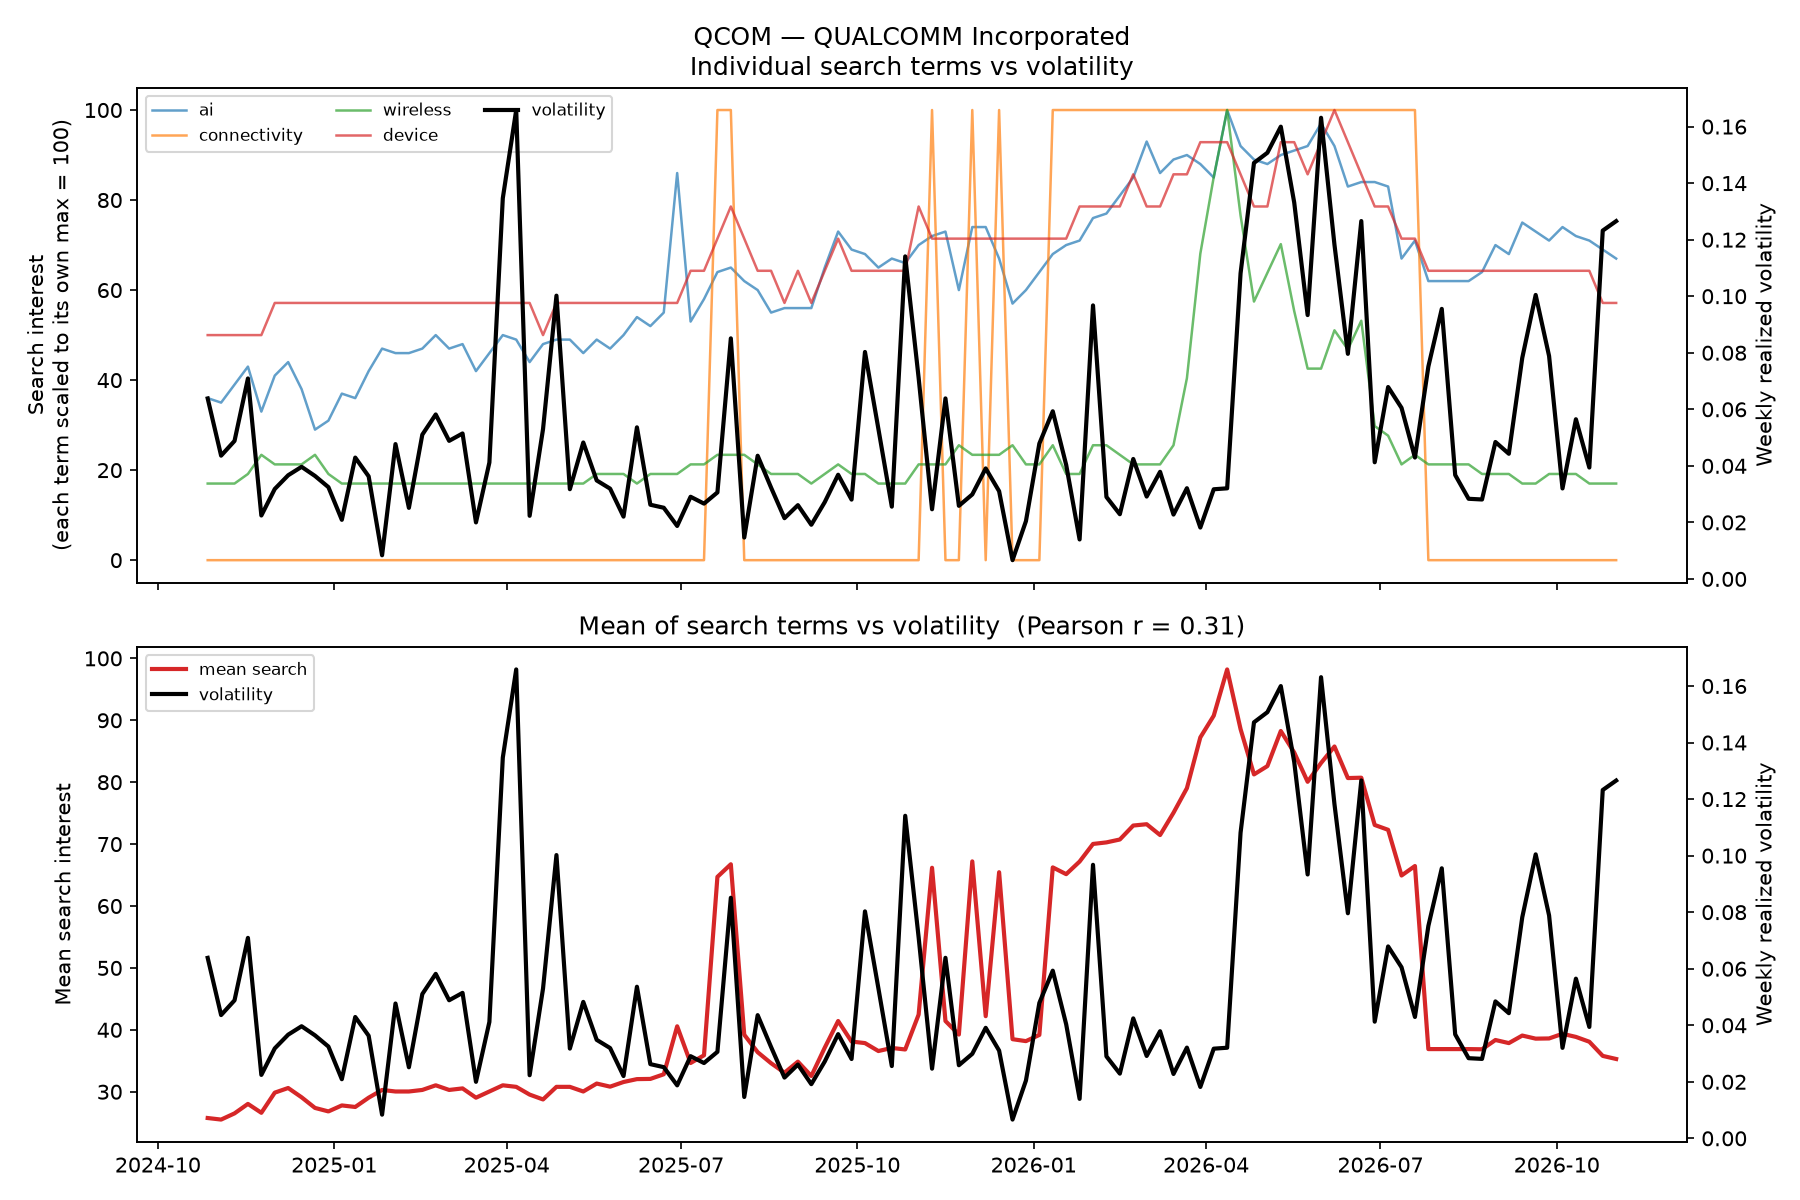 QCOM — QUALCOMM Incorporated
Individual search terms vs volatility
ai
connectivity
wireless
device
volatility
Search interest
(each term scaled to its own max = 100)
100
80
60
40
20
0
Weekly realized volatility
0.16
0.14
0.12
0.10
0.08
0.06
0.04
0.02
0.00
Mean of search terms vs volatility (Pearson r = 0.31)
mean search
volatility
Mean search interest
100
90
80
70
60
50
40
30
Weekly realized volatility
0.16
0.14
0.12
0.10
0.08
0.06
0.04
0.02
0.00
2024-10
2025-01
2025-04
2025-07
2025-10
2026-01
2026-04
2026-07
2026-10